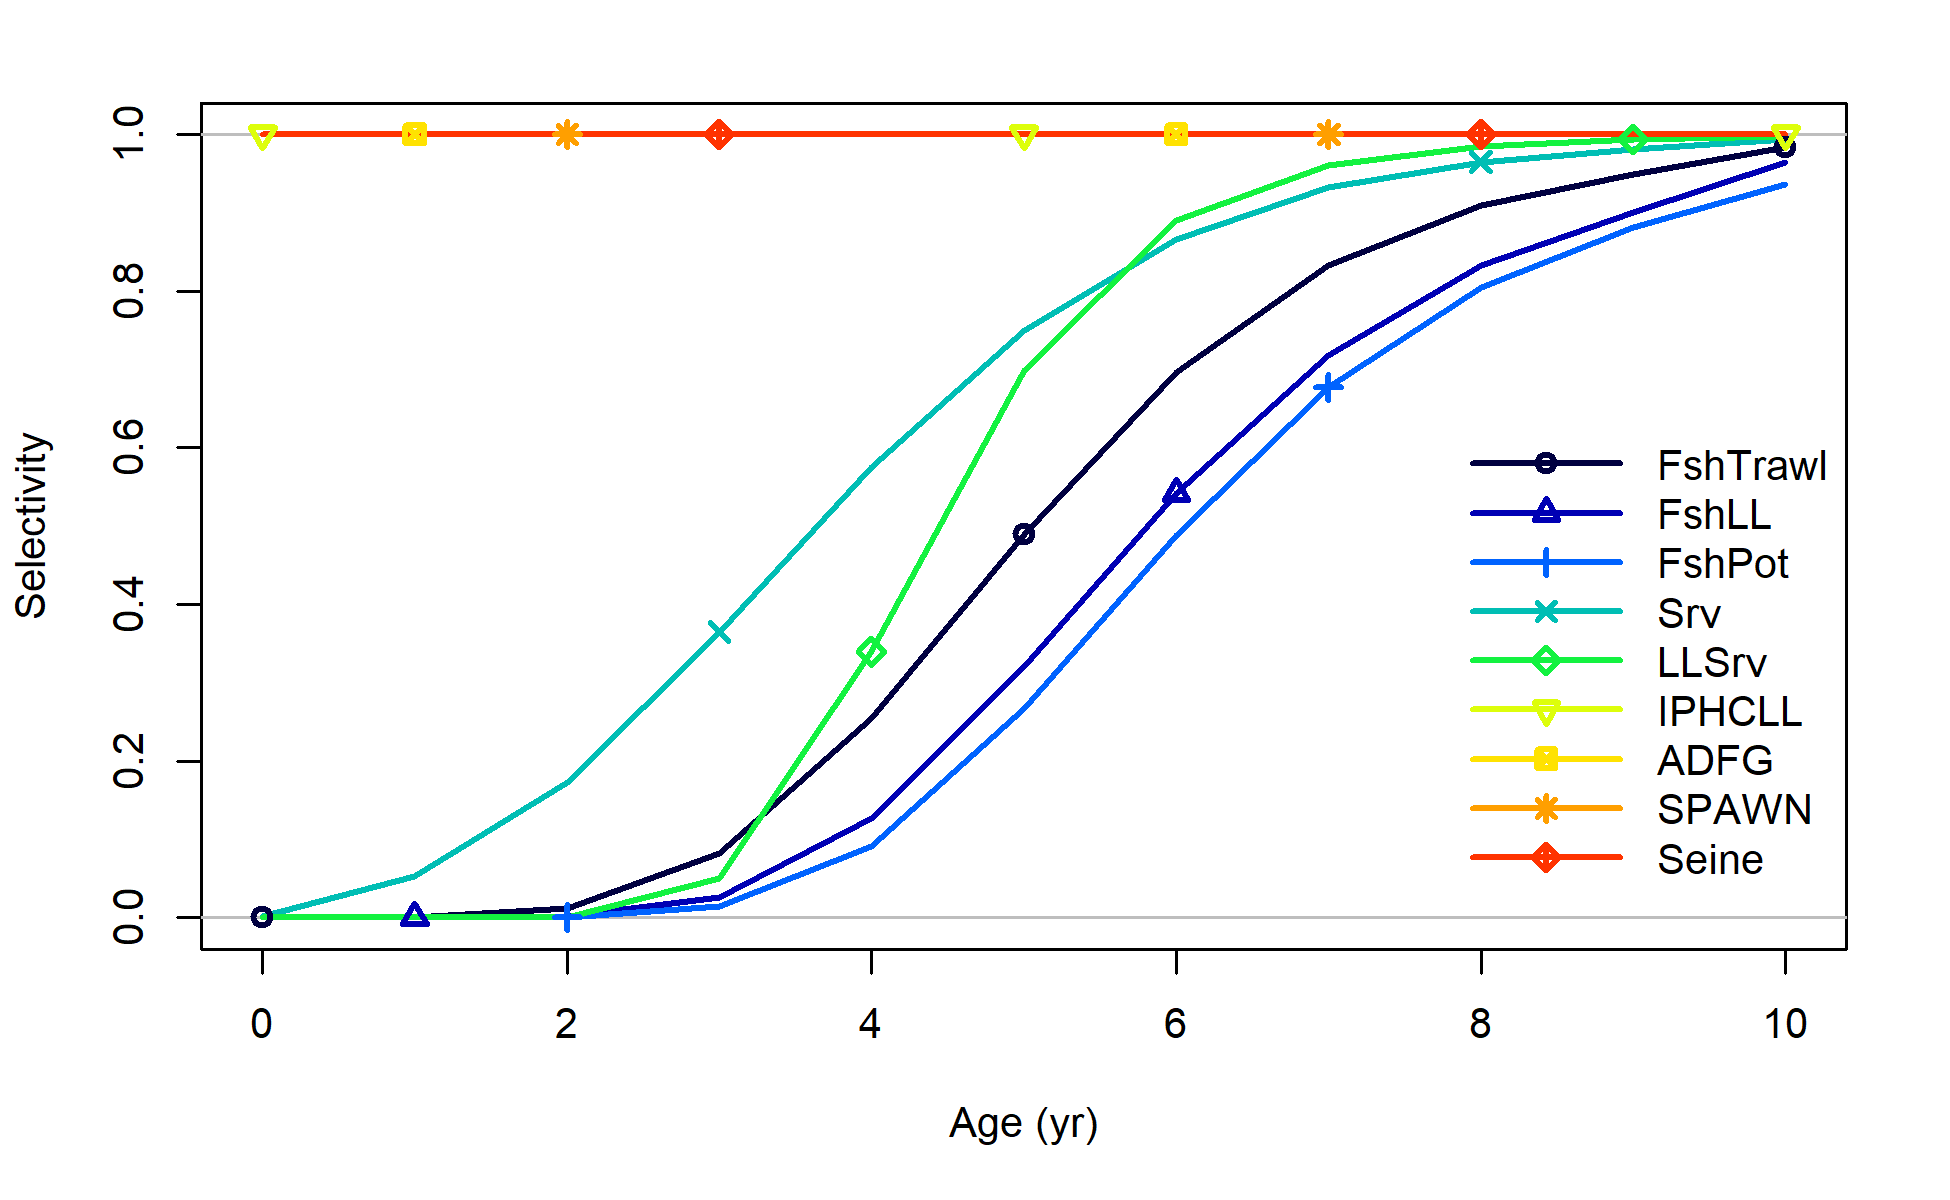 1.0
0.8
0.6
0.4
0.2
0.0
Selectivity
FshTrawl
FshLL
FshPot
Srv
LLSrv
IPHCLL
ADFG
SPAWN
Seine
0 2 4 6 8 10
Age (yr)